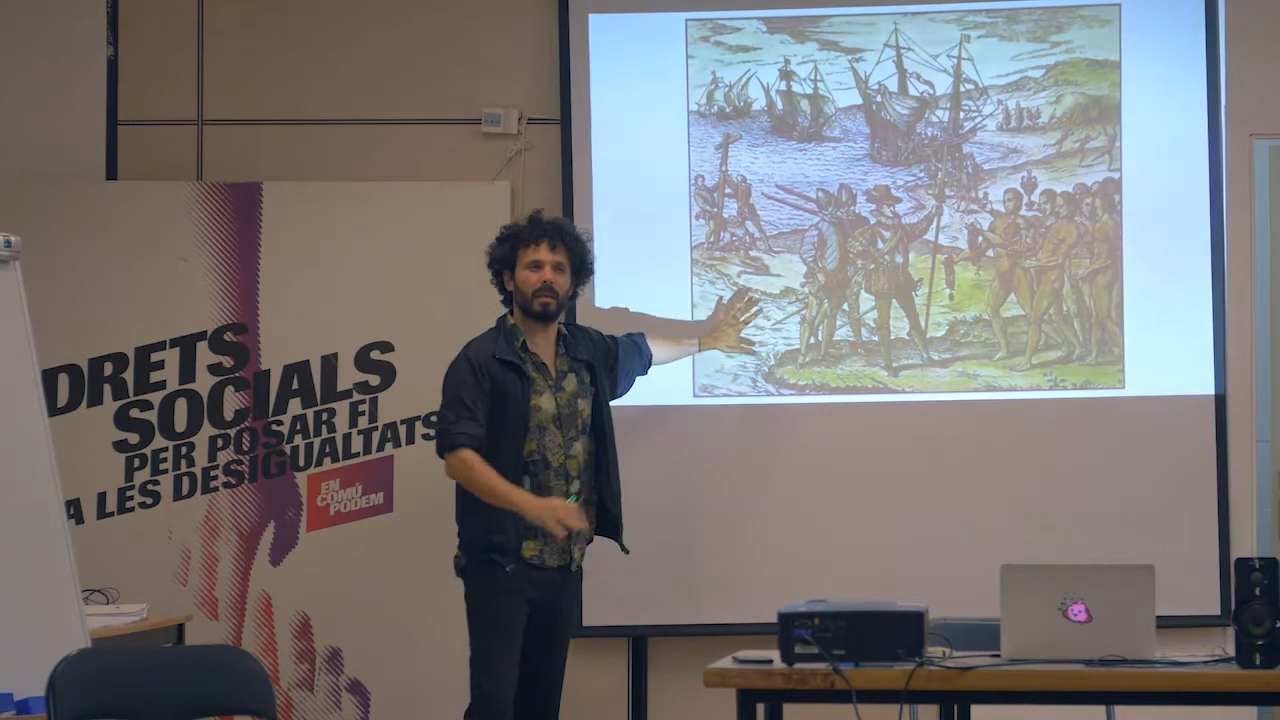 DRETS
SOCIALS
PER POSAR FI
A LES DESIGUALTATS
EN
COMÚ
PODEM